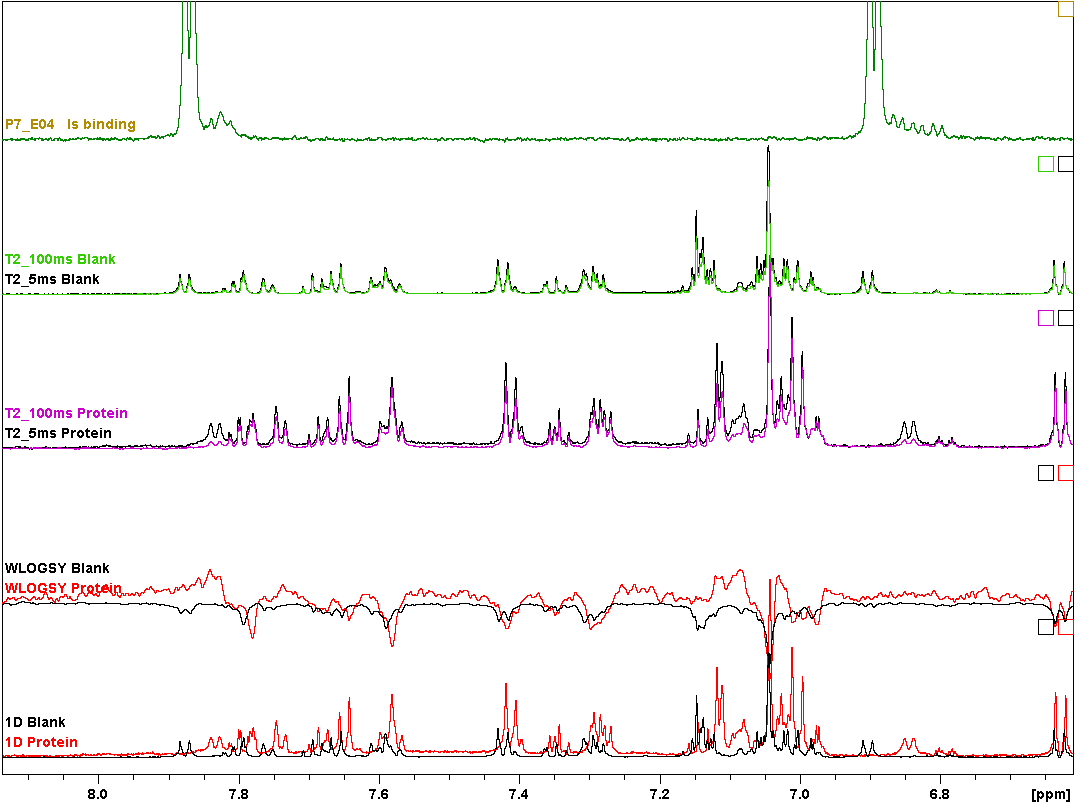 P7_E04 Is binding
T2_100ms Blank
T2_5ms Blank
T2_100ms Protein
T2_5ms Protein
WLOGSY Blank
WLOGSY Protein
1D Blank
1D Protein
8.0 7.8 7.6 7.4 7.2 7.0 6.8 [ppm]